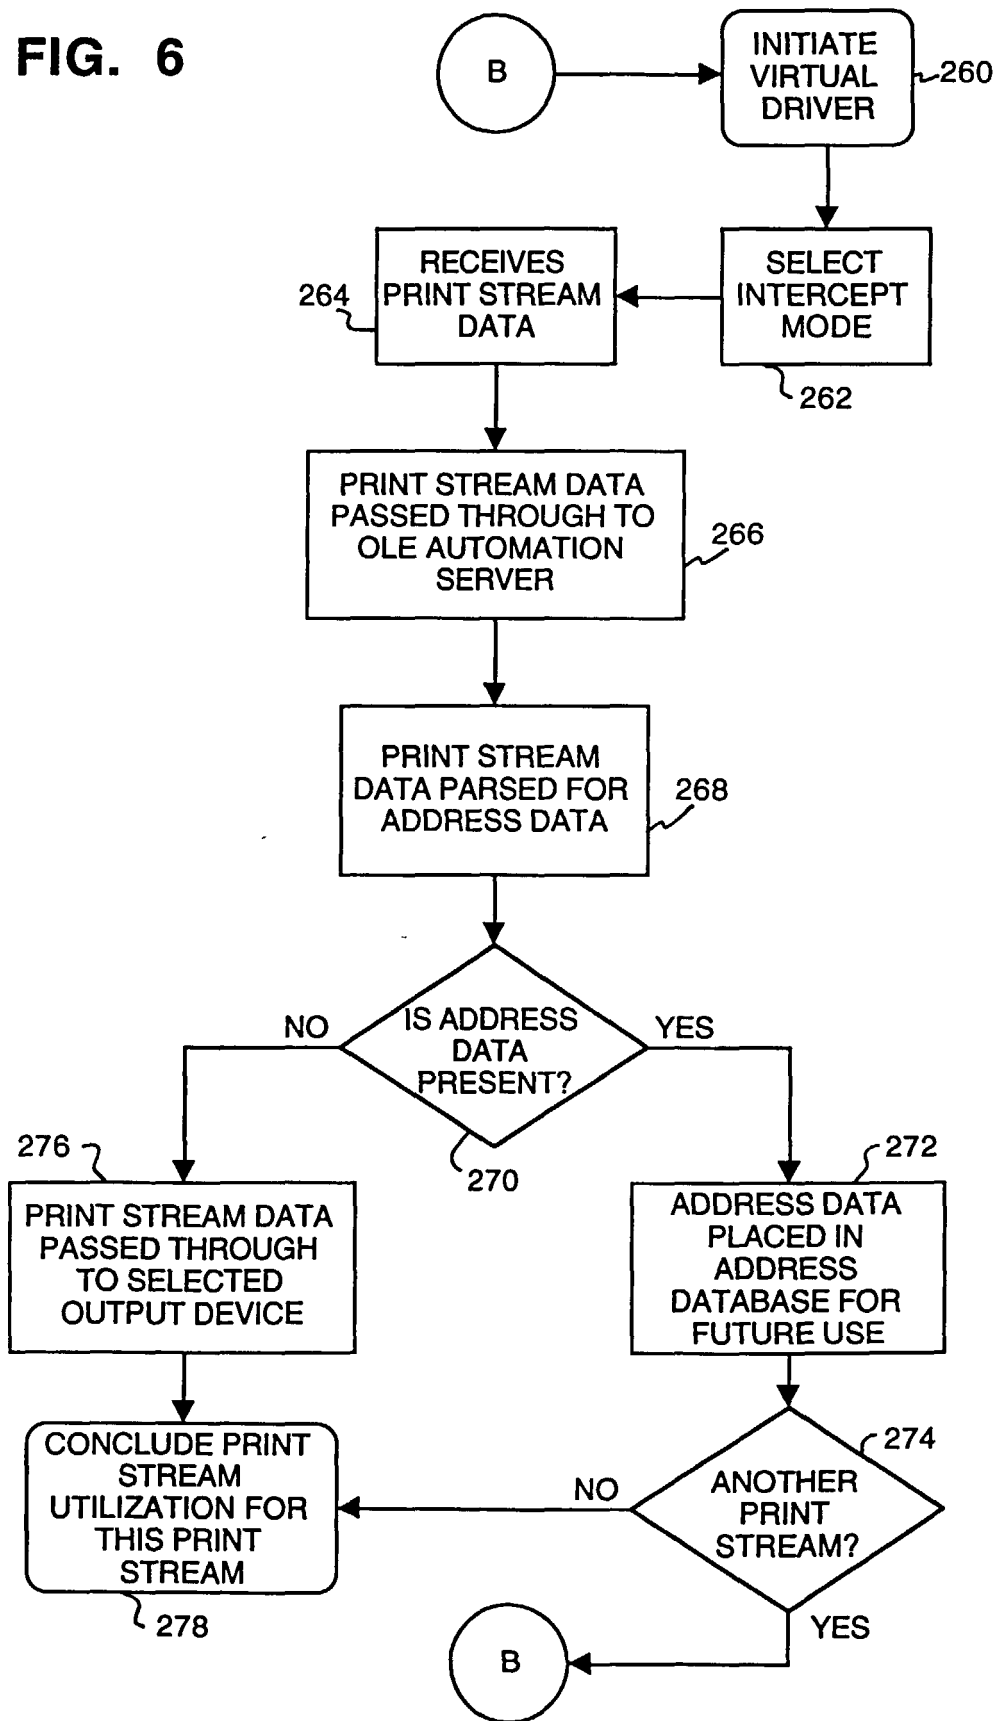 FIG. 6
B
INITIATE
VIRTUAL
DRIVER
260
RECEIVES
PRINT STREAM
DATA
264
SELECT
INTERCEPT
MODE
262
PRINT STREAM DATA
PASSED THROUGH TO
OLE AUTOMATION
SERVER
266
PRINT STREAM
DATA PARSED FOR
ADDRESS DATA
268
NO
IS ADDRESS
DATA
PRESENT?
YES
270
276
PRINT STREAM DATA
PASSED THROUGH
TO SELECTED
OUTPUT DEVICE
272
ADDRESS DATA
PLACED IN
ADDRESS
DATABASE FOR
FUTURE USE
CONCLUDE PRINT
STREAM
UTILIZATION FOR
THIS PRINT
STREAM
278
NO
274
ANOTHER
PRINT
STREAM?
YES
B